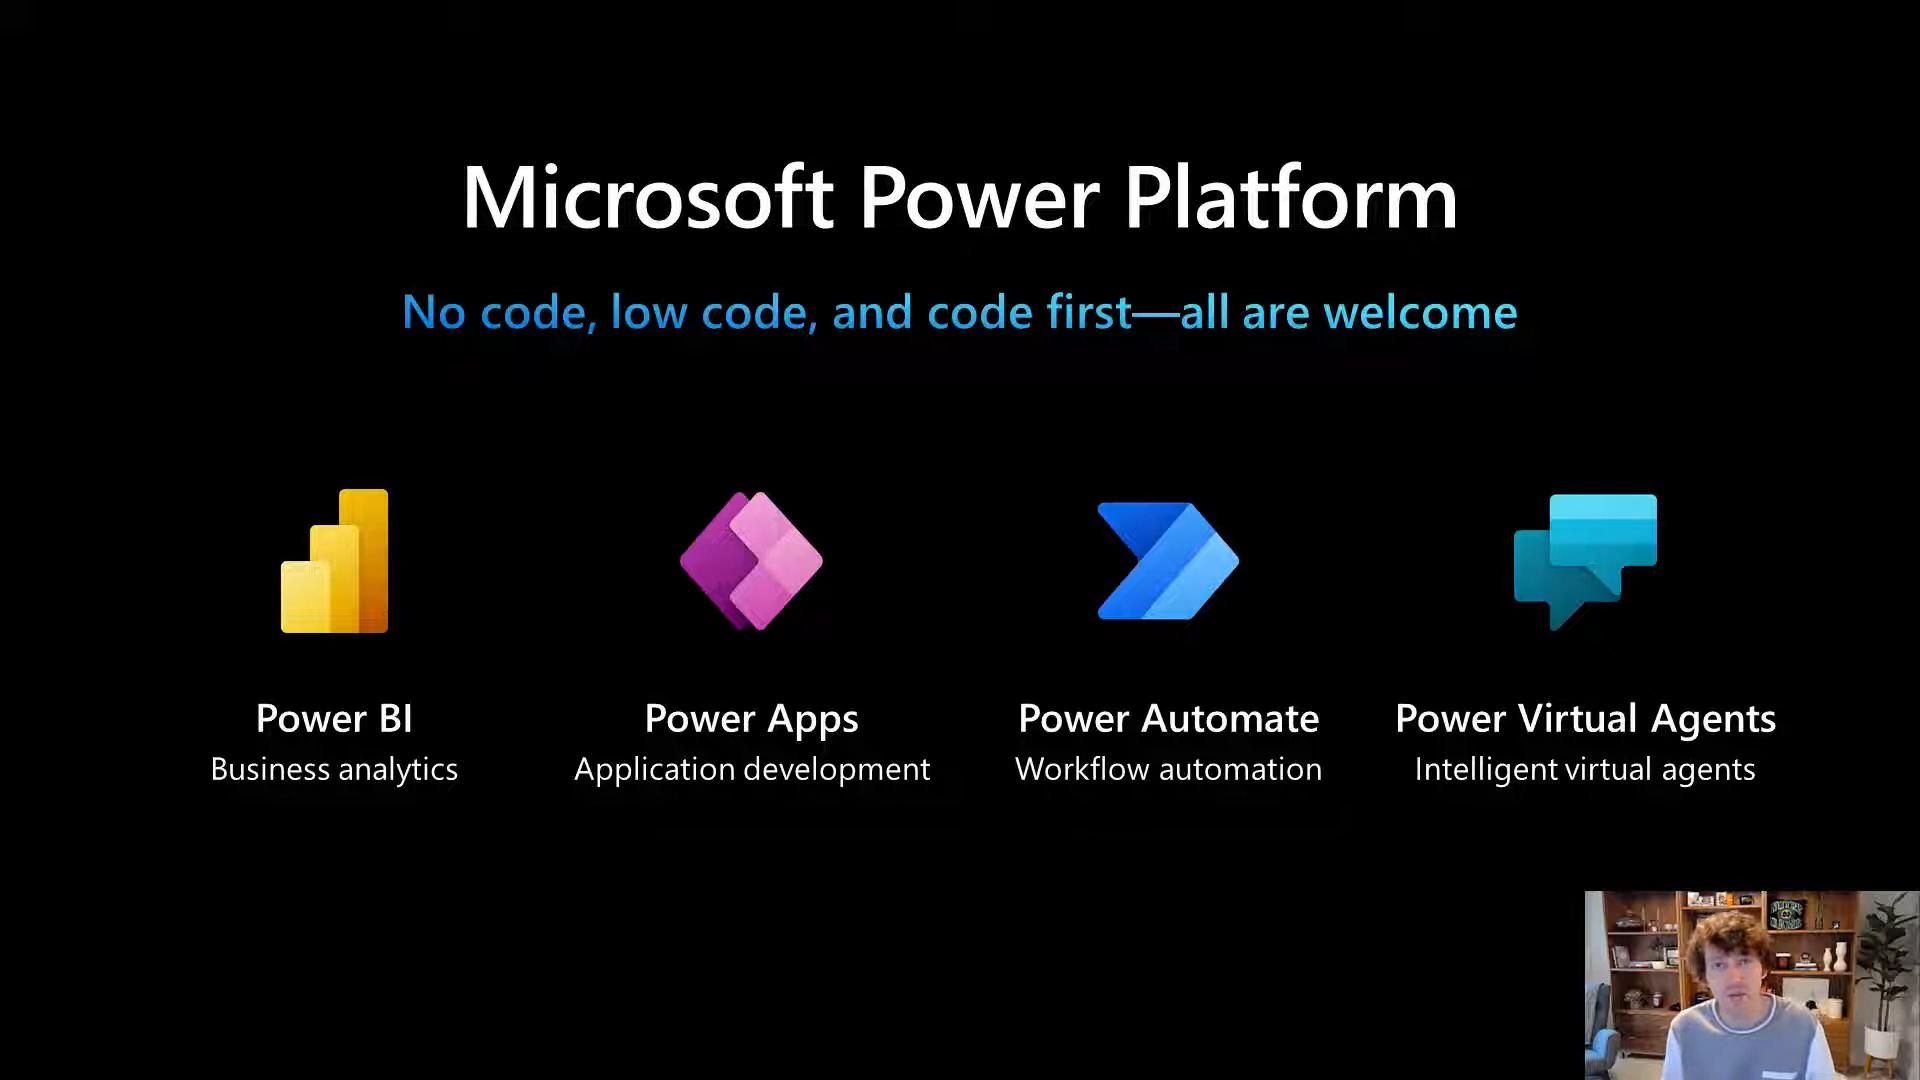 Microsoft Power Platform
No code, low code, and code first—all are welcome
Power BI
Business analytics
Power Apps
Application development
Power Automate
Workflow automation
Power Virtual Agents
Intelligent virtual agents